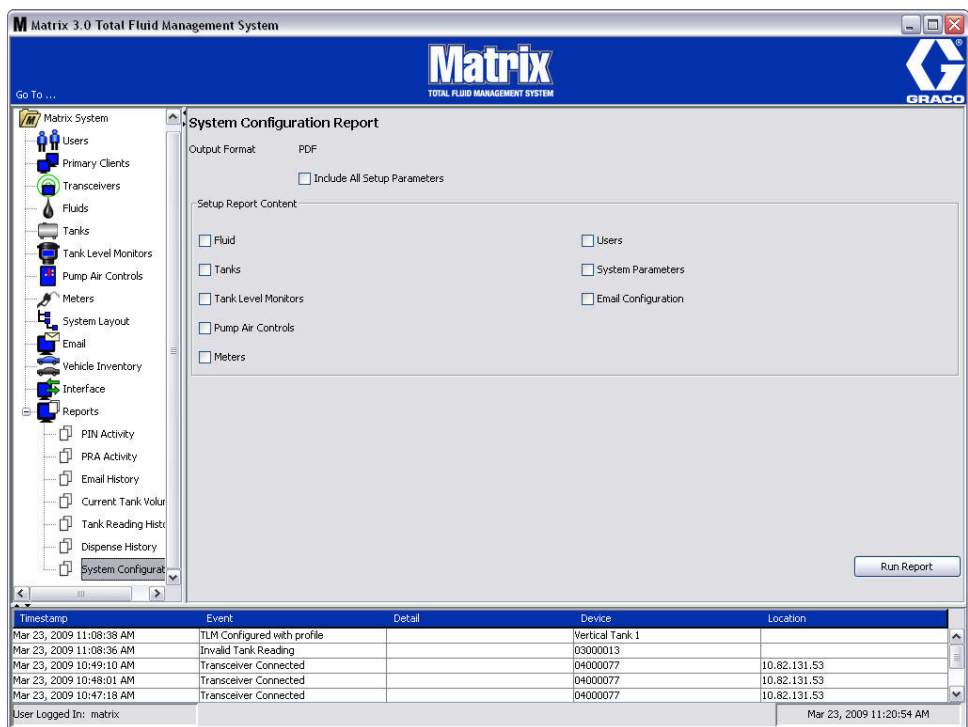 M Matrix 3.0 Total Fluid Management System
Go To ...
Matrix
TOTAL FLUID MANAGEMENT SYSTEM
®
GRACO
Matrix System
Users
Primary Clients
Transceivers
Fluids
Tanks
Tank Level Monitors
Pump Air Controls
Meters
System Layout
Email
Vehicle Inventory
Interface
Reports
PIN Activity
PRA Activity
Email History
Current Tank Volur
Tank Reading Histo
Dispense History
System Configurat
System Configuration Report
Output Format PDF
Include All Setup Parameters
Setup Report Content
Fluid Users
Tanks System Parameters
Tank Level Monitors Email Configuration
Pump Air Controls
Meters
Run Report
Timestamp Event Detail Device Location
Mar 23, 2009 11:08:38 AM TLM Configured with profile Vertical Tank 1
Mar 23, 2009 11:08:36 AM Invalid Tank Reading 03000013
Mar 23, 2009 10:49:10 AM Transceiver Connected 04000077 10.82.131.53
Mar 23, 2009 10:48:01 AM Transceiver Connected 04000077 10.82.131.53
Mar 23, 2009 10:47:18 AM Transceiver Connected 04000077 10.82.131.53
User Logged In: matrix Mar 23, 2009 11:20:54 AM